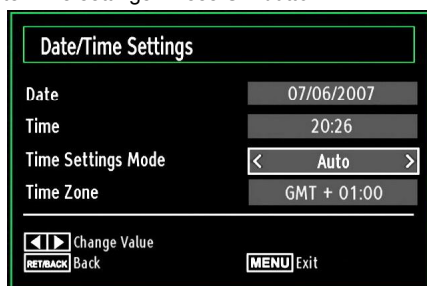 Date/Time Settings
Date 07/06/2007
Time 20:26
Time Settings Mode < Auto >
Time Zone GMT + 01:00
Change Value
RET/BACK Back MENU Exit